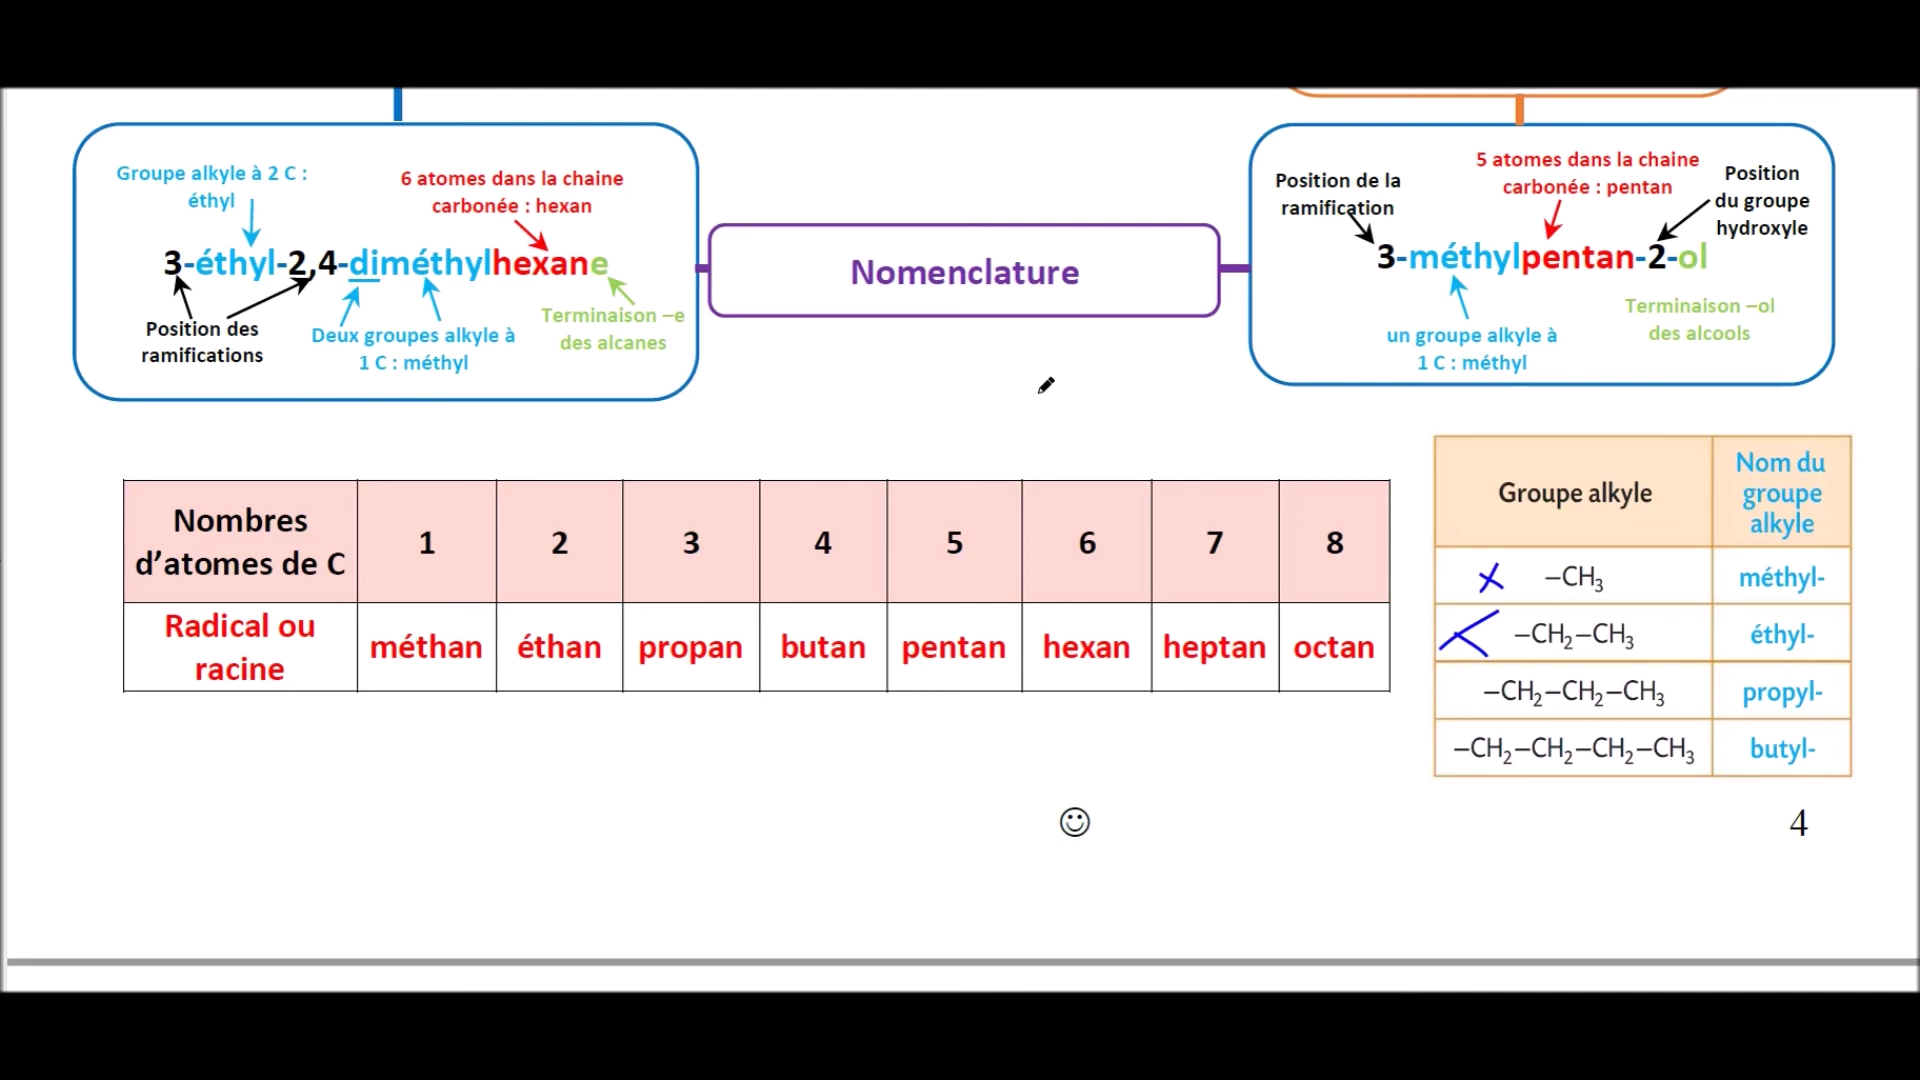 Groupe alkyle à 2 C :
éthyl
6 atomes dans la chaine
carbonée : hexan
3-éthyl-2,4-diméthylhexane
Position des
ramifications
Deux groupes alkyle à
1 C : méthyl
Terminaison –e
des alcanes
Nomenclature
Position de la
ramification
5 atomes dans la chaine
carbonée : pentan
Position
du groupe
hydroxyle
3-méthylpentan-2-ol
un groupe alkyle à
1 C : méthyl
Terminaison –ol
des alcools
Nombres
d’atomes de C
1 2 3 4 5 6 7 8
Radical ou
racine
méthan éthan propan butan pentan hexan heptan octan
Groupe alkyle
Nom du
groupe
alkyle
–CH₃ méthyl-
–CH₂–CH₃ éthyl-
–CH₂–CH₂–CH₃ propyl-
–CH₂–CH₂–CH₂–CH₃ butyl-
4